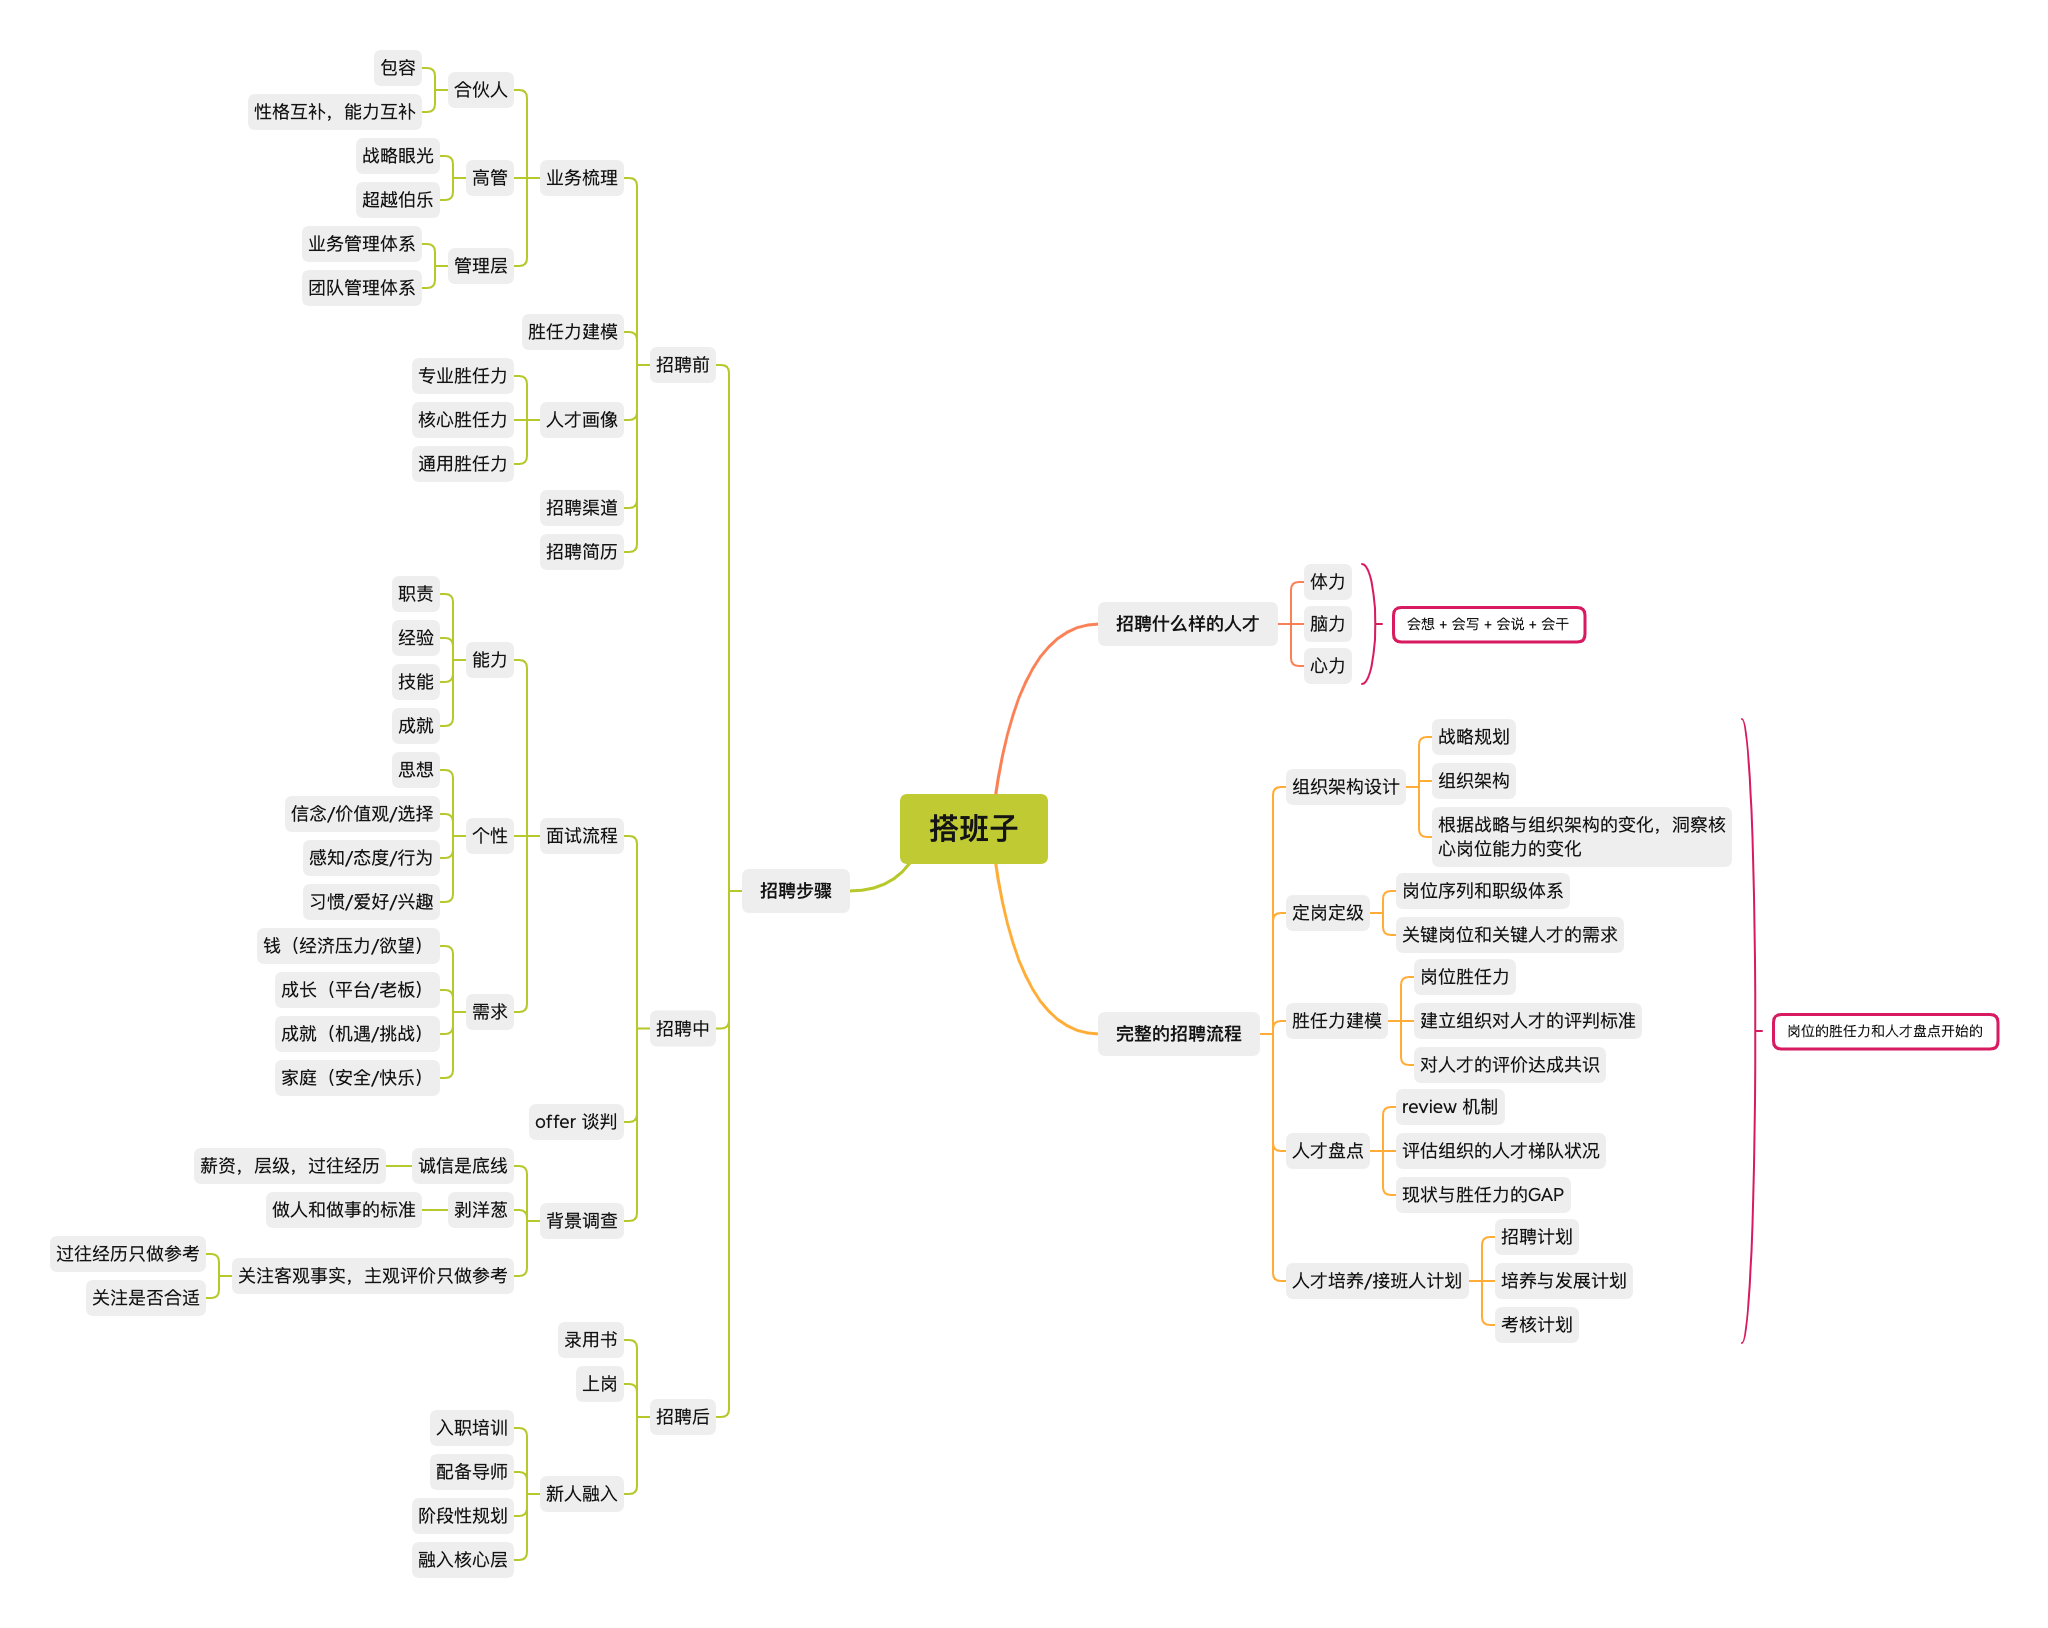 搭班子
招聘什么样的人才
体力
脑力
心力
会想 + 会写 + 会说 + 会干
完整的招聘流程
组织架构设计
战略规划
组织架构
根据战略与组织架构的变化，洞察核
心岗位能力的变化
定岗定级
岗位序列和职级体系
关键岗位和关键人才的需求
胜任力建模
岗位胜任力
建立组织对人才的评判标准
对人才的评价达成共识
人才盘点
review 机制
评估组织的人才梯队状况
现状与胜任力的GAP
人才培养/接班人计划
招聘计划
培养与发展计划
考核计划
岗位的胜任力和人才盘点开始的
招聘步骤
招聘前
业务梳理
合伙人
包容
性格互补，能力互补
高管
战略眼光
超越伯乐
管理层
业务管理体系
团队管理体系
胜任力建模
人才画像
专业胜任力
核心胜任力
通用胜任力
招聘渠道
招聘简历
招聘中
面试流程
能力
职责
经验
技能
成就
个性
思想
信念/价值观/选择
感知/态度/行为
习惯/爱好/兴趣
需求
钱（经济压力/欲望）
成长（平台/老板）
成就（机遇/挑战）
家庭（安全/快乐）
offer 谈判
背景调查
诚信是底线
薪资，层级，过往经历
剥洋葱
做人和做事的标准
关注客观事实，主观评价只做参考
过往经历只做参考
关注是否合适
招聘后
录用书
上岗
新人融入
入职培训
配备导师
阶段性规划
融入核心层